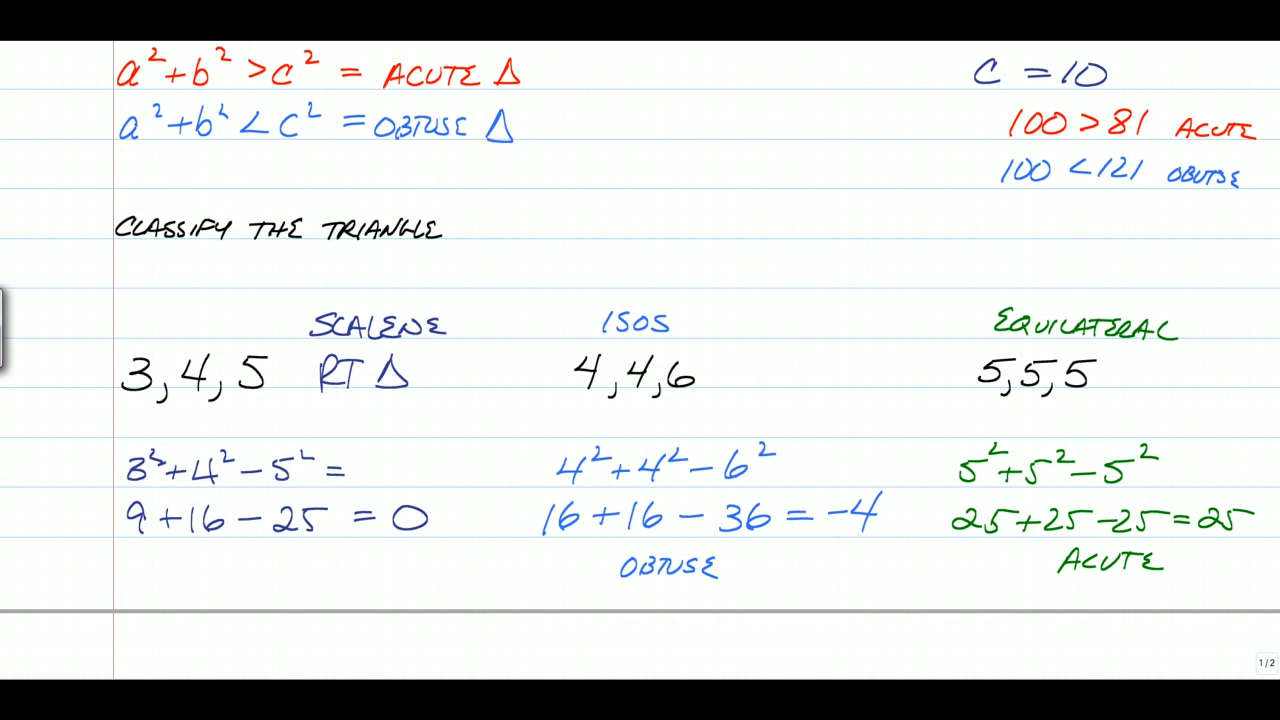 a² + b² > c² = ACUTE Δ
a² + b² < c² = OBTUSE Δ
C = 10
100 > 81 ACUTE
100 < 121 OBUTSE
CLASSIFY THE TRIANGLE
SCALENE
3, 4, 5 RT Δ
ISOS
4, 4, 6
EQUILATERAL
5, 5, 5
3² + 4² - 5² =
9 + 16 - 25 = 0
4² + 4² - 6²
16 + 16 - 36 = -4
OBTUSE
5² + 5² - 5²
25 + 25 - 25 = 25
ACUTE
1/2